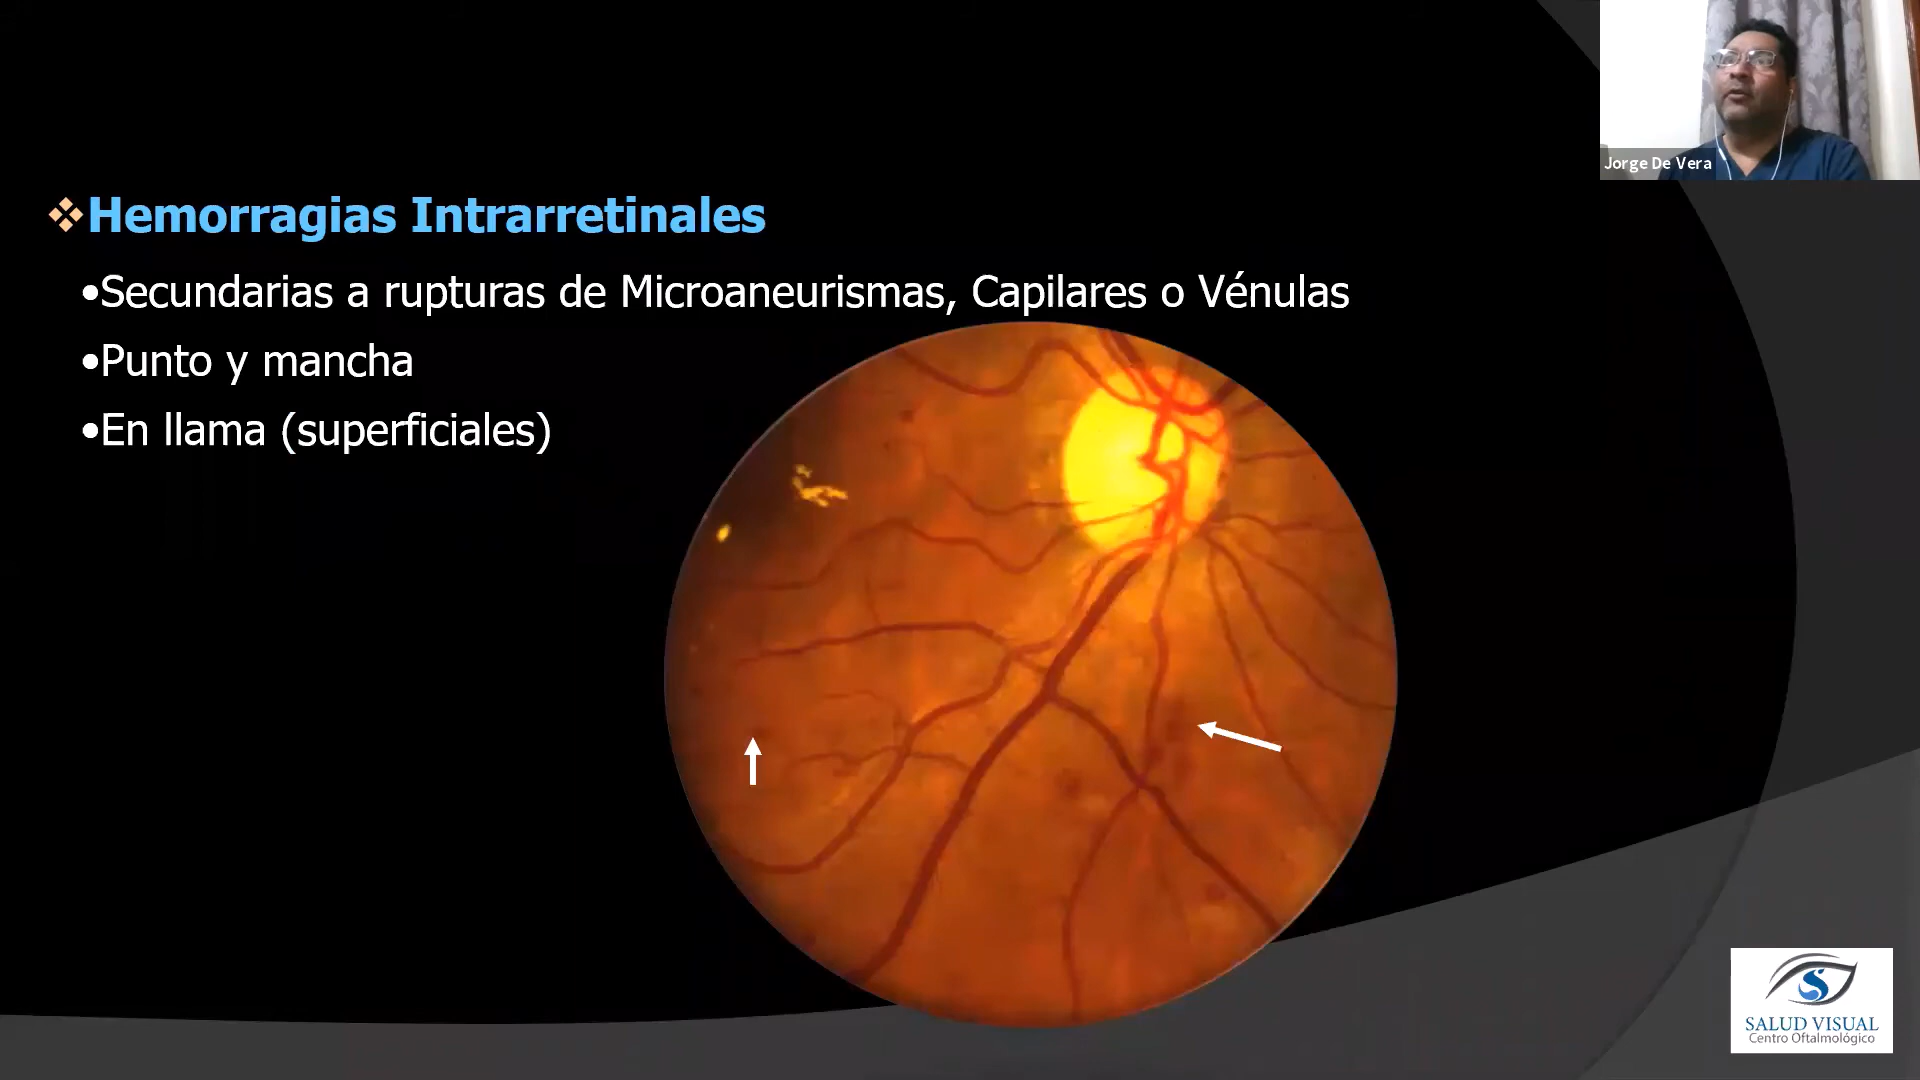 Jorge De Vera
❖Hemorragias Intrarretinales
•Secundarias a rupturas de Microaneurismas, Capilares o Vénulas
•Punto y mancha
•En llama (superficiales)
SALUD VISUAL
Centro Oftalmológico